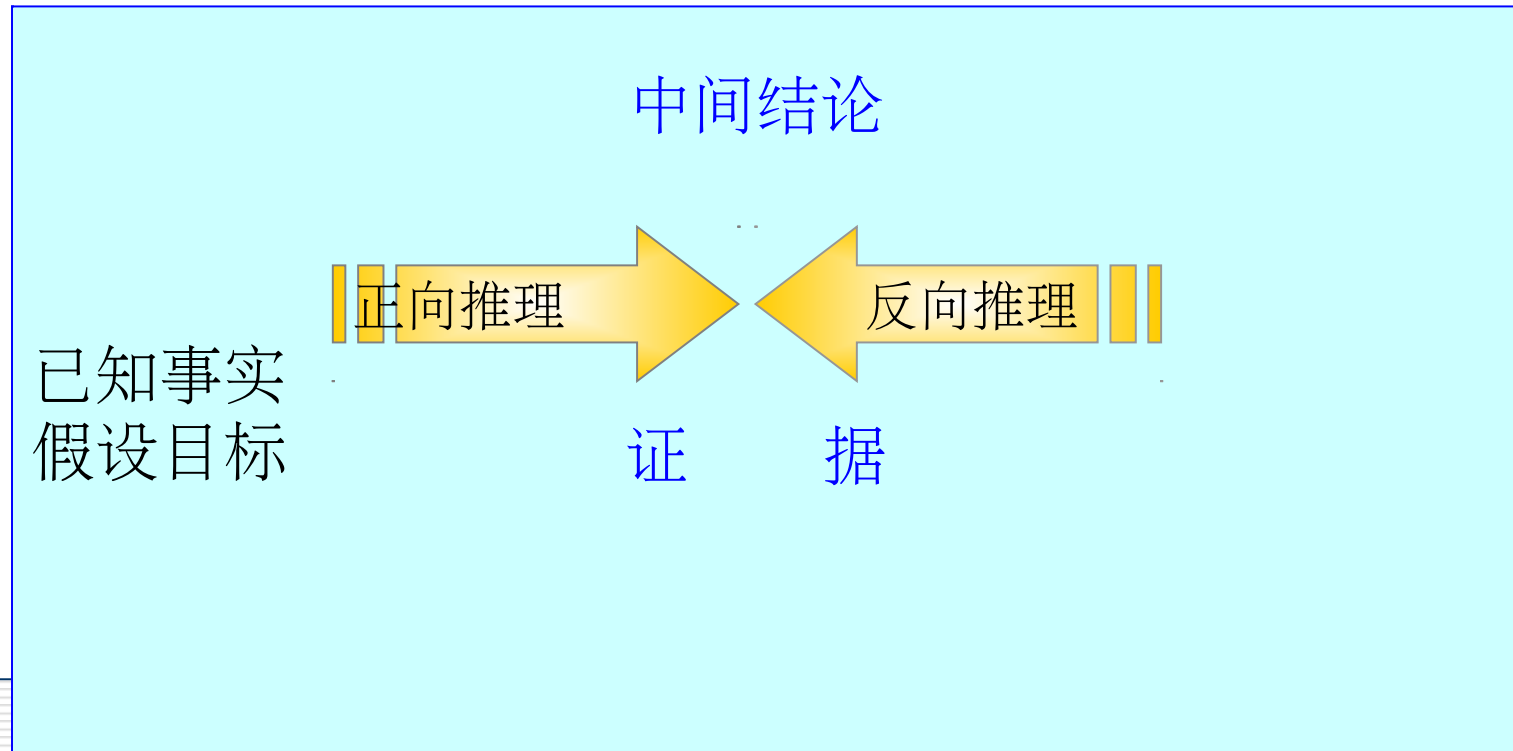 中间结论
正向推理 反向推理
已知事实
假设目标
证 据